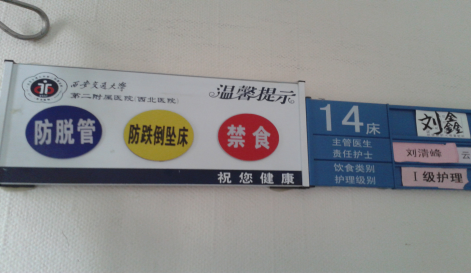 西安交通大学
第二附属医院(西北医院)
温馨提示
防脱管
防跌倒坠床
禁食
祝您健康
14床
刘鑫
主管医生
责任护士
刘清峰
饮食类别
护理级别
I级护理